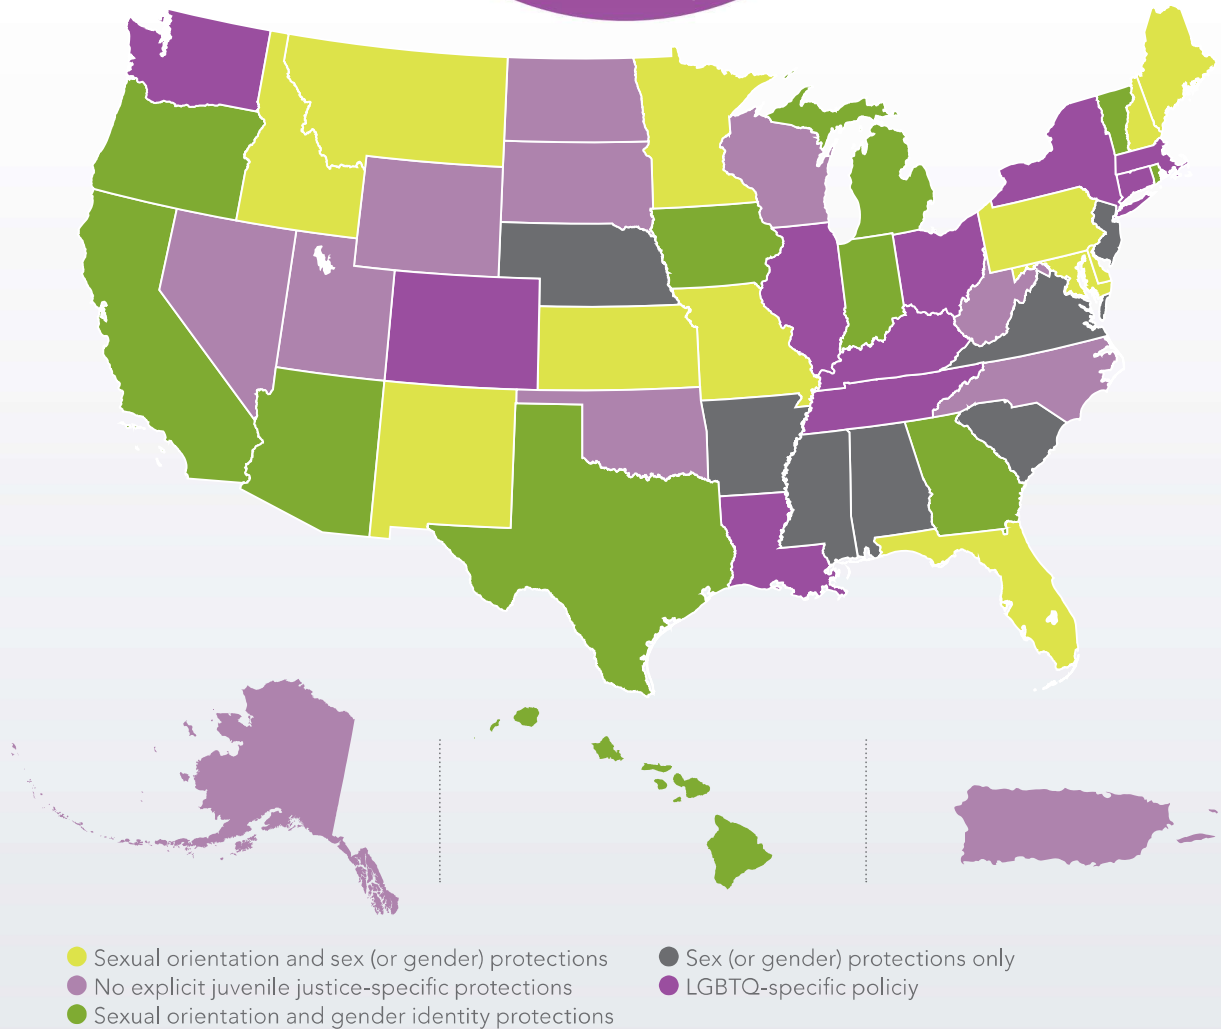 Sexual orientation and sex (or gender) protections
No explicit juvenile justice-specific protections
Sexual orientation and gender identity protections
Sex (or gender) protections only
LGBTQ-specific policiy